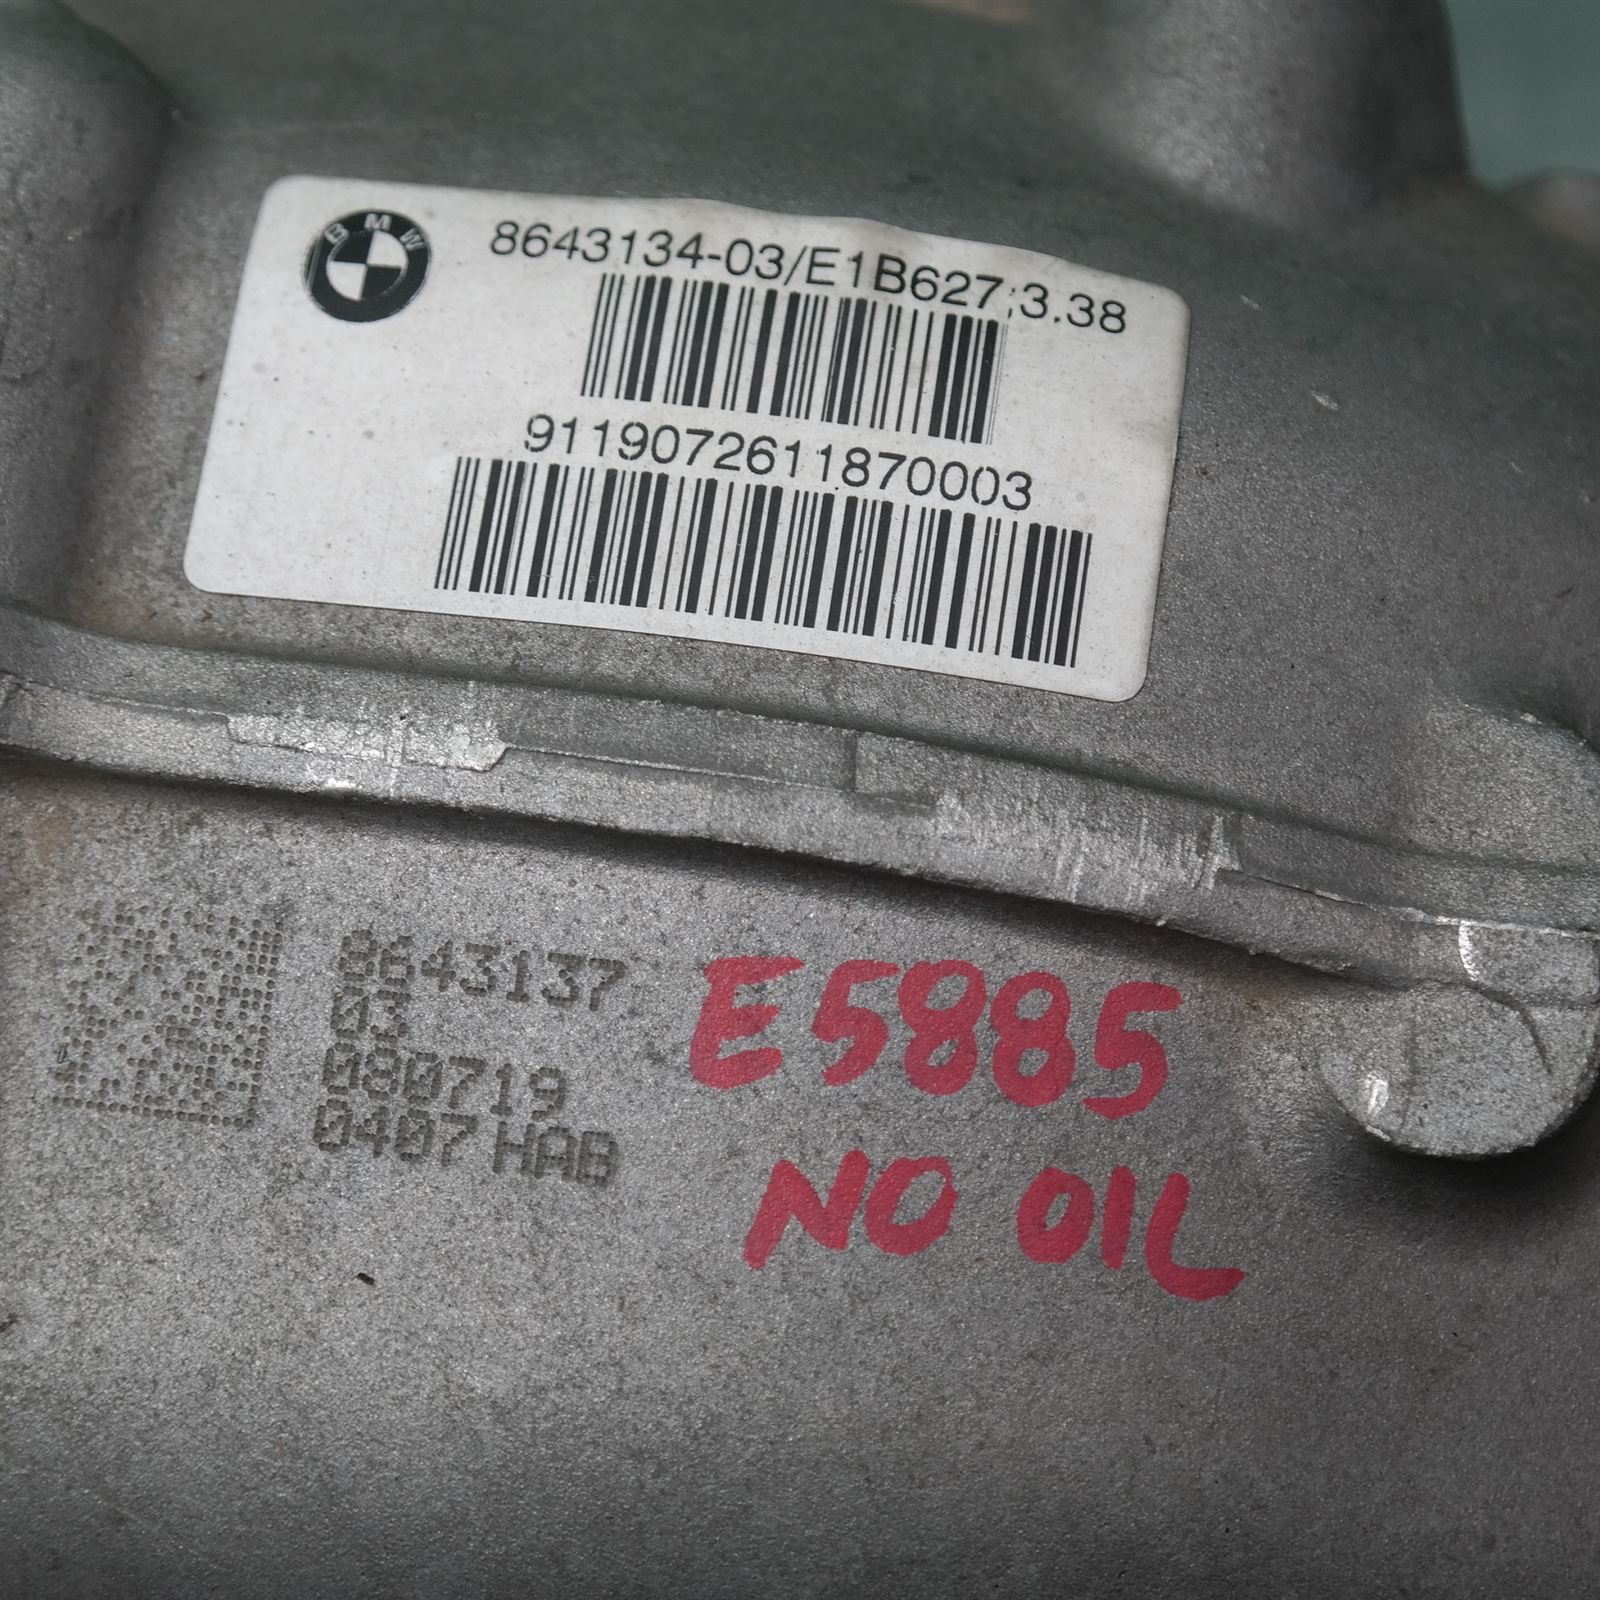 BMW
8643134-03/E1B627;3.38
9119072611870003
8643137
03
080719
0407 HAB
E5885
NO OIL